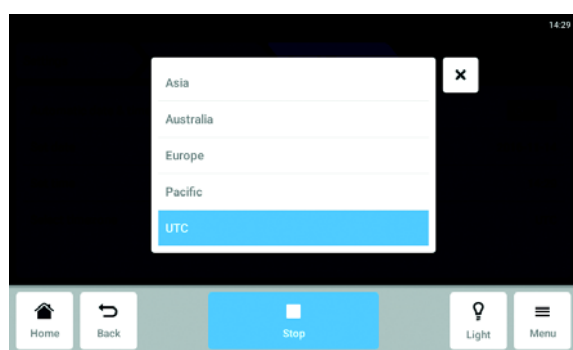 14:29
Asia
Australia
Europe
Pacific
UTC
Home
Back
Stop
Light
Menu